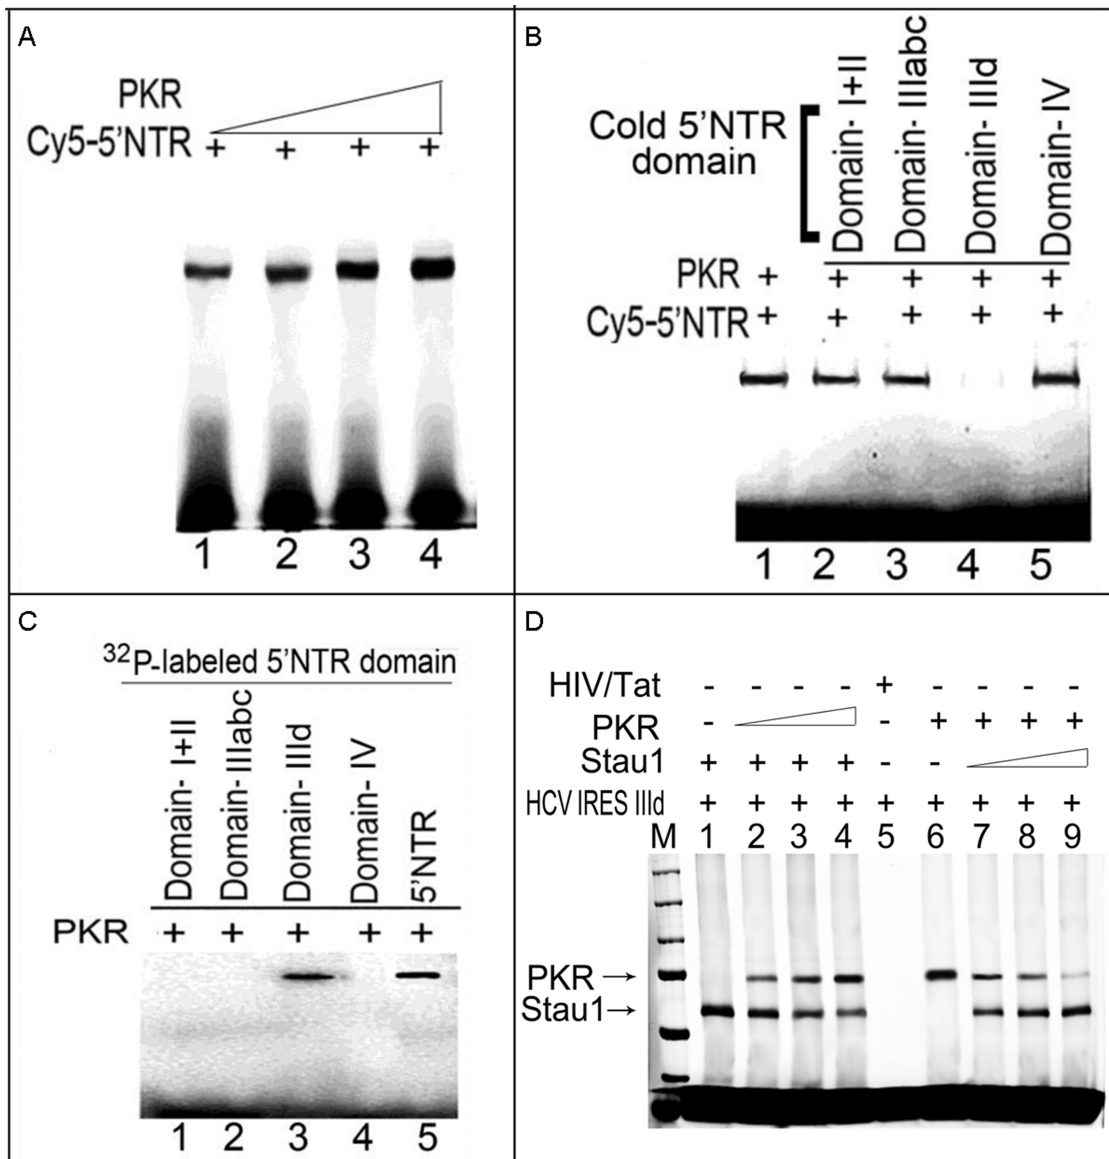 A
PKR
Cy5-5'NTR + + + +
1 2 3 4
B
Cold 5'NTR domain
Domain- I+II
Domain- IIIabc
Domain- IIId
Domain- IV
PKR + + + + +
Cy5-5'NTR + + + + +
1 2 3 4 5
C
32P-labeled 5'NTR domain
Domain- I+II
Domain- IIIabc
Domain- IIId
Domain- IV
5'NTR
PKR + + + + +
1 2 3 4 5
D
HIV/Tat - - - - + - - - -
PKR - - + + + +
Stau1 + + + + - -
HCV IRES IIId + + + + + + + + +
M 1 2 3 4 5 6 7 8 9
PKR→
Stau1→